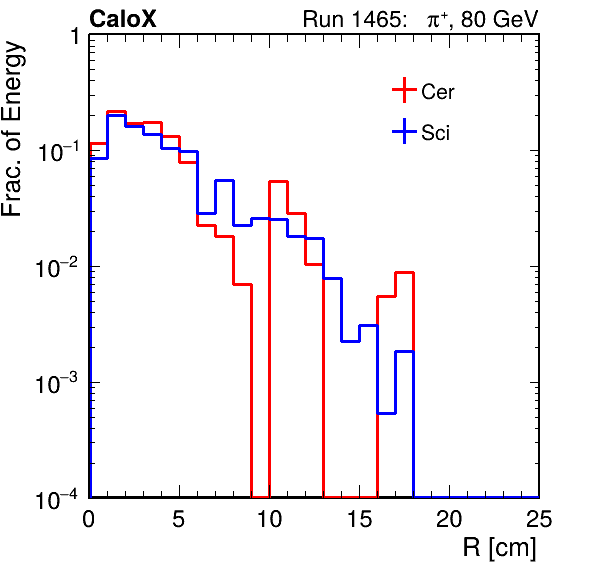 CaloX Run 1465: π⁺, 80 GeV
Frac. of Energy
1
10⁻¹
10⁻²
10⁻³
10⁻⁴
Cer
Sci
0 5 10 15 20 25
R [cm]